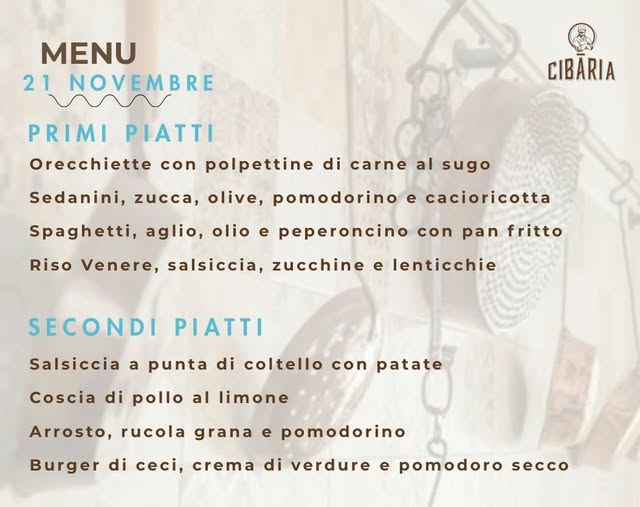 MENU
21 NOVEMBRE
CIBARIA
PRIMI PIATTI
Orecchiette con polpettine di carne al sugo
Sedanini, zucca, olive, pomodorino e cacioricotta
Spaghetti, aglio, olio e peperoncino con pan fritto
Riso Venere, salsiccia, zucchine e lenticchie
SECONDI PIATTI
Salsiccia a punta di coltello con patate
Coscia di pollo al limone
Arrosto, rucola grana e pomodorino
Burger di ceci, crema di verdure e pomodoro secco